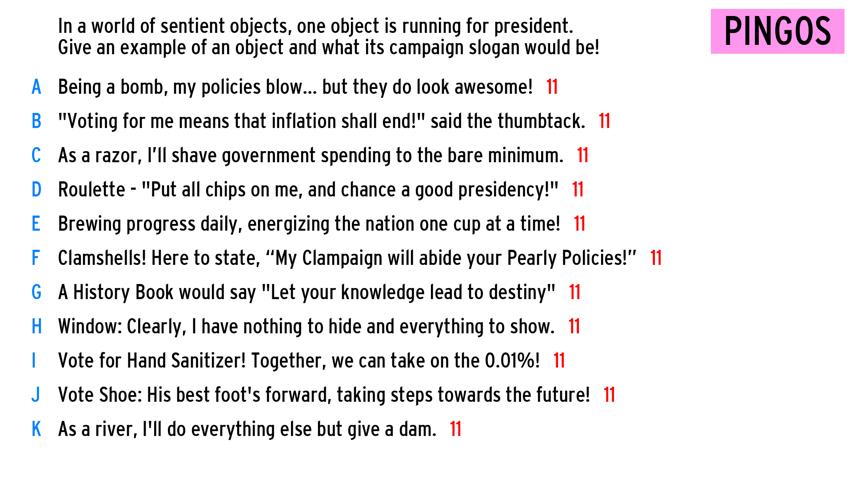 In a world of sentient objects, one object is running for president.
Give an example of an object and what its campaign slogan would be!
PINGOS
A Being a bomb, my policies blow... but they do look awesome! 11
B "Voting for me means that inflation shall end!" said the thumbtack. 11
C As a razor, I'll shave government spending to the bare minimum. 11
D Roulette - "Put all chips on me, and chance a good presidency!" 11
E Brewing progress daily, energizing the nation one cup at a time! 11
F Clamshells! Here to state, “My Clampaign will abide your Pearly Policies!” 11
G A History Book would say "Let your knowledge lead to destiny" 11
H Window: Clearly, I have nothing to hide and everything to show. 11
I Vote for Hand Sanitizer! Together, we can take on the 0.01%! 11
J Vote Shoe: His best foot's forward, taking steps towards the future! 11
K As a river, I'll do everything else but give a dam. 11